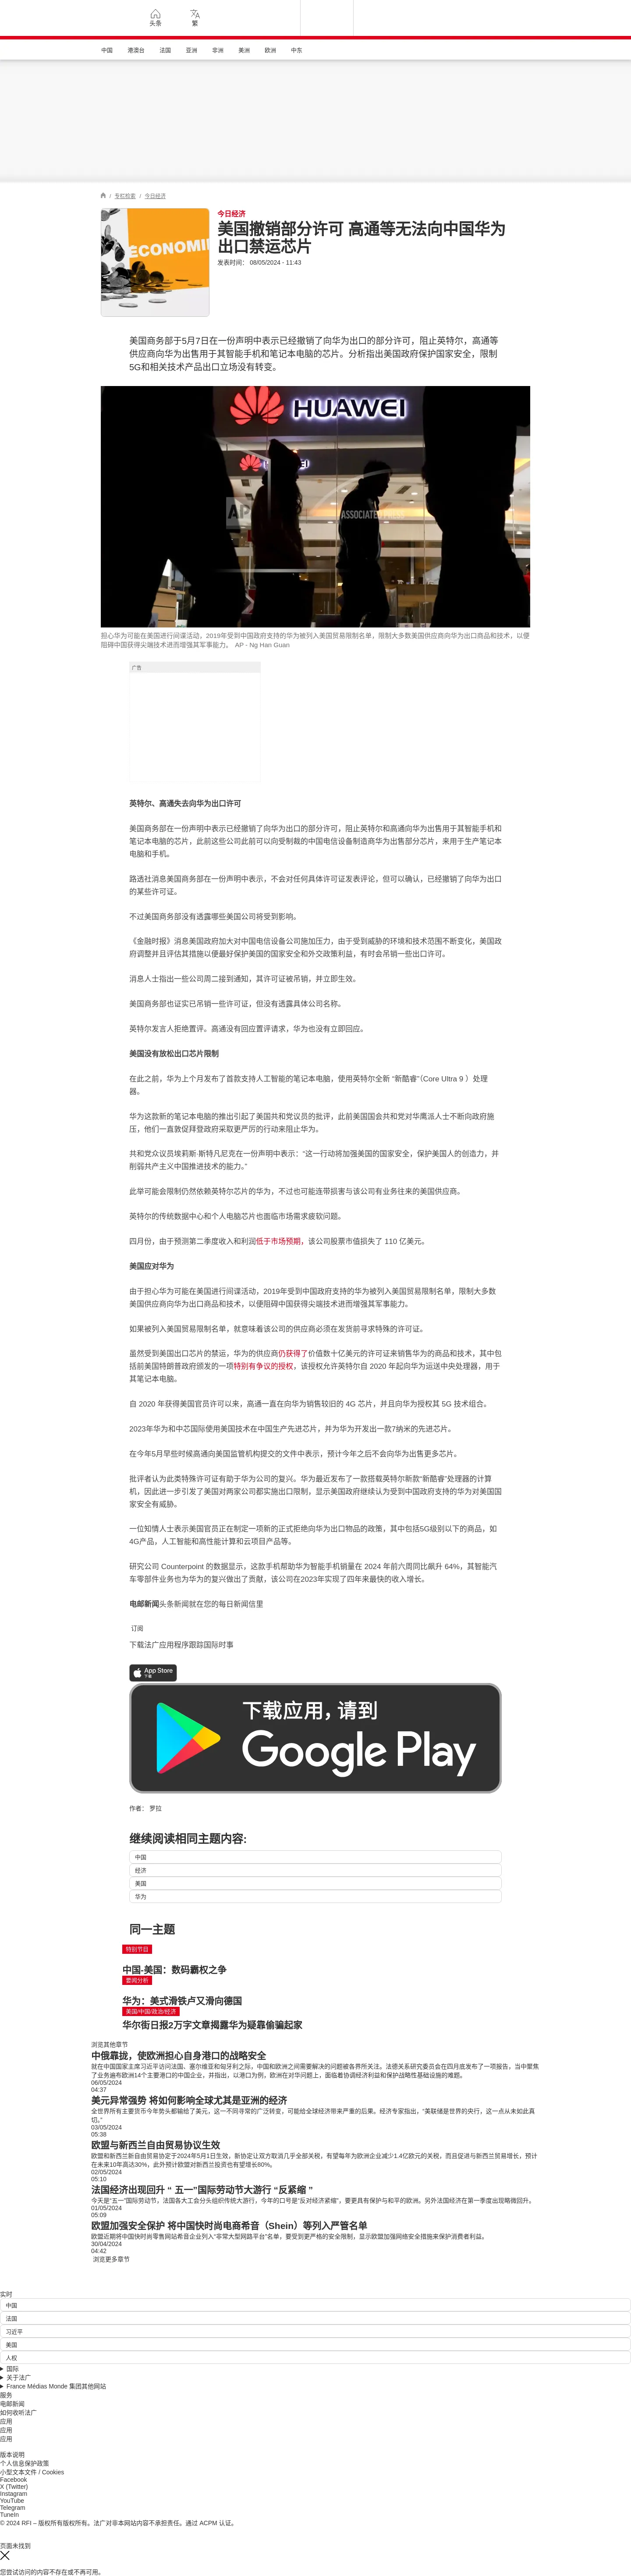 头条
繁
中国 港澳台 法国 亚洲 非洲 美洲 欧洲 中东
/ 专栏检索 / 今日经济
ECONOMI
今日经济
美国撤销部分许可 高通等无法向中国华为
出口禁运芯片
发表时间： 08/05/2024 - 11:43
美国商务部于5月7日在一份声明中表示已经撤销了向华为出口的部分许可，阻止英特尔，高通等
供应商向华为出售用于其智能手机和笔记本电脑的芯片。分析指出美国政府保护国家安全，限制
5G和相关技术产品出口立场没有转变。
HUAWEI
AP
ASSOCIATED PRESS
担心华为可能在美国进行间谍活动，2019年受到中国政府支持的华为被列入美国贸易限制名单，限制大多数美国供应商向华为出口商品和技术，以便
阻碍中国获得尖端技术进而增强其军事能力。 AP - Ng Han Guan
广告
英特尔、高通失去向华为出口许可
美国商务部在一份声明中表示已经撤销了向华为出口的部分许可，阻止英特尔和高通向华为出售用于其智能手机和
笔记本电脑的芯片，此前这些公司此前可以向受制裁的中国电信设备制造商华为出售部分芯片，来用于生产笔记本
电脑和手机。
路透社消息美国商务部在一份声明中表示，不会对任何具体许可证发表评论，但可以确认，已经撤销了向华为出口
的某些许可证。
不过美国商务部没有透露哪些美国公司将受到影响。
《金融时报》消息美国政府加大对中国电信设备公司施加压力，由于受到威胁的环境和技术范围不断变化，美国政
府调整并且评估其措施以便最好保护美国的国家安全和外交政策利益，有时会吊销一些出口许可。
消息人士指出一些公司周二接到通知，其许可证被吊销，并立即生效。
美国商务部也证实已吊销一些许可证，但没有透露具体公司名称。
英特尔发言人拒绝置评。高通没有回应置评请求，华为也没有立即回应。
美国没有放松出口芯片限制
在此之前，华为上个月发布了首款支持人工智能的笔记本电脑，使用英特尔全新 “新酷睿”（Core Ultra 9 ）处理
器。
华为这款新的笔记本电脑的推出引起了美国共和党议员的批评，此前美国国会共和党对华鹰派人士不断向政府施
压，他们一直敦促拜登政府采取更严厉的行动来阻止华为。
共和党众议员埃莉斯·斯特凡尼克在一份声明中表示：“这一行动将加强美国的国家安全，保护美国人的创造力，并
削弱共产主义中国推进技术的能力。”
此举可能会限制仍然依赖英特尔芯片的华为，不过也可能连带损害与该公司有业务往来的美国供应商。
英特尔的传统数据中心和个人电脑芯片也面临市场需求疲软问题。
四月份，由于预测第二季度收入和利润低于市场预期，该公司股票市值损失了 110 亿美元。
美国应对华为
由于担心华为可能在美国进行间谍活动，2019年受到中国政府支持的华为被列入美国贸易限制名单，限制大多数
美国供应商向华为出口商品和技术，以便阻碍中国获得尖端技术进而增强其军事能力。
如果被列入美国贸易限制名单，就意味着该公司的供应商必须在发货前寻求特殊的许可证。
虽然受到美国出口芯片的禁运，华为的供应商仍获得了价值数十亿美元的许可证来销售华为的商品和技术，其中包
括前美国特朗普政府颁发的一项特别有争议的授权，该授权允许英特尔自 2020 年起向华为运送中央处理器，用于
其笔记本电脑。
自 2020 年获得美国官员许可以来，高通一直在向华为销售较旧的 4G 芯片，并且向华为授权其 5G 技术组合。
2023年华为和中芯国际使用美国技术在中国生产先进芯片，并为华为开发出一款7纳米的先进芯片。
在今年5月早些时候高通向美国监管机构提交的文件中表示，预计今年之后不会向华为出售更多芯片。
批评者认为此类特殊许可证有助于华为公司的复兴。华为最近发布了一款搭载英特尔新款“新酷睿”处理器的计算
机，因此进一步引发了美国对两家公司都实施出口限制，显示美国政府继续认为受到中国政府支持的华为对美国国
家安全有威胁。
一位知情人士表示美国官员正在制定一项新的正式拒绝向华为出口物品的政策，其中包括5G级别以下的商品，如
4G产品，人工智能和高性能计算和云项目产品等。
研究公司 Counterpoint 的数据显示，这款手机帮助华为智能手机销量在 2024 年前六周同比飙升 64%，其智能汽
车零部件业务也为华为的复兴做出了贡献，该公司在2023年实现了四年来最快的收入增长。
电邮新闻头条新闻就在您的每日新闻信里
订阅
下载法广应用程序跟踪国际时事
App Store
下载
下载应用，请到
Google Play
作者： 罗拉
继续阅读相同主题内容:
中国
经济
美国
华为
同一主题
特别节目
中国-美国：数码霸权之争
要闻分析
华为：美式滑铁卢又滑向德国
美国/中国/政治/经济
华尔街日报2万字文章揭露华为疑靠偷骗起家
浏览其他章节
中俄靠拢，使欧洲担心自身港口的战略安全
就在中国国家主席习近平访问法国、塞尔维亚和匈牙利之际，中国和欧洲之间需要解决的问题被各界所关注。法德关系研究委员会在四月底发布了一项报告，当中聚焦
了业务遍布欧洲14个主要港口的中国企业，并指出，以港口为例，欧洲在对华问题上，面临着协调经济利益和保护战略性基础设施的难题。
06/05/2024
04:37
美元异常强势 将如何影响全球尤其是亚洲的经济
全世界所有主要货币今年势头都输给了美元，这一不同寻常的广泛转变，可能给全球经济带来严重的后果。经济专家指出，“美联储是世界的央行，这一点从未如此真
切。”
03/05/2024
05:38
欧盟与新西兰自由贸易协议生效
欧盟和新西兰新自由贸易协定于2024年5月1日生效，新协定让双方取消几乎全部关税，有望每年为欧洲企业减少1.4亿欧元的关税，而且促进与新西兰贸易增长，预计
在未来10年高达30%，此外预计欧盟对新西兰投资也有望增长80%。
02/05/2024
05:10
法国经济出现回升 “ 五一”国际劳动节大游行 “反紧缩 ”
今天是“五一”国际劳动节，法国各大工会分头组织传统大游行，今年的口号是“反对经济紧缩”，要更具有保护与和平的欧洲。另外法国经济在第一季度出现略微回升。
01/05/2024
05:09
欧盟加强安全保护 将中国快时尚电商希音（Shein）等列入严管名单
欧盟近期将中国快时尚零售网站希音企业列入“非常大型网路平台”名单，要受到更严格的安全限制，显示欧盟加强网络安全措施来保护消费者利益。
30/04/2024
04:42
浏览更多章节
实时
中国
法国
习近平
美国
人权
国际
关于法广
France Médias Monde 集团其他网站
服务
电邮新闻
如何收听法广
应用
应用
应用
版本说明
个人信息保护政策
小型文本文件 / Cookies
Facebook
X (Twitter)
Instagram
YouTube
Telegram
TuneIn
© 2024 RFI – 版权所有版权所有。法广对非本网站内容不承担责任。通过 ACPM 认证。
页面未找到
您尝试访问的内容不存在或不再可用。